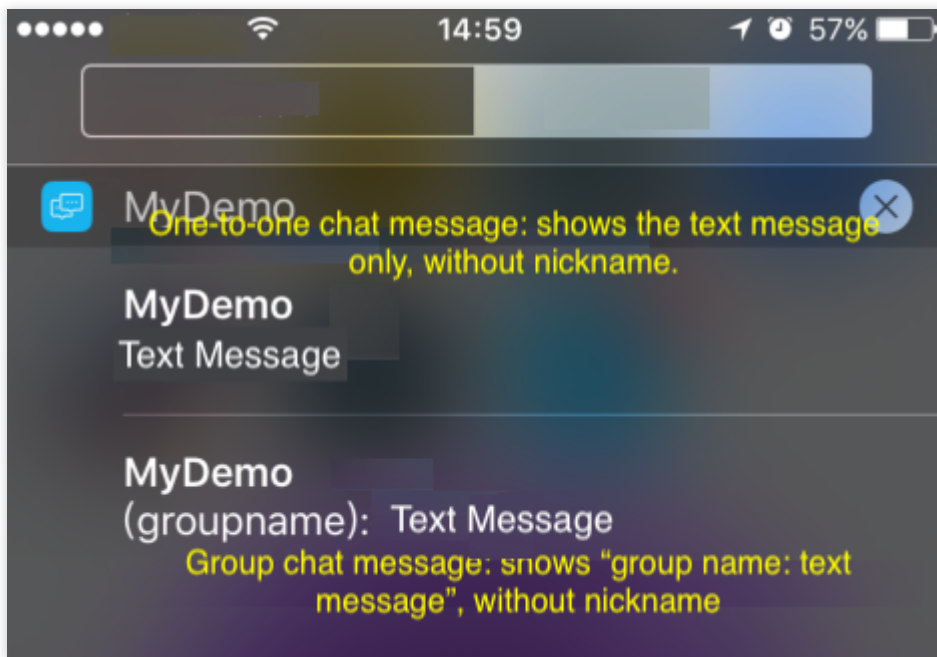 14:59
57%
MyDemo
One-to-one chat message: shows the text message
only, without nickname.
MyDemo
Text Message
MyDemo
(groupname): Text Message
Group chat message: shows “group name: text
message”, without nickname